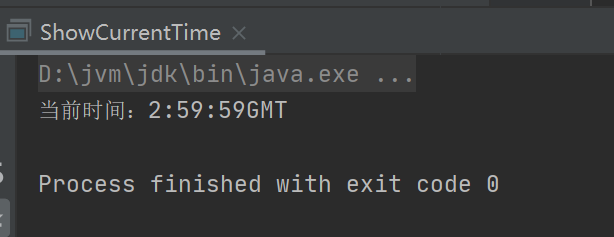 ShowCurrentTime
D:\jvm\jdk\bin\java.exe ...
当前时间：2:59:59GMT
Process finished with exit code 0